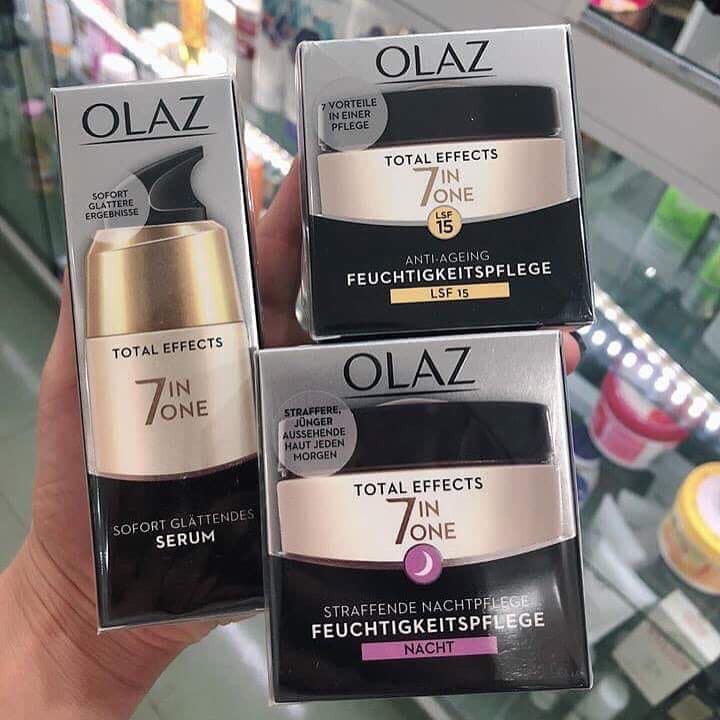 OLAZ
SOFORT
GLATTERE
ERGEBNISSE
TOTAL EFFECTS
7 IN
ONE
SOFORT GLÄTTENDES
SERUM
OLAZ
7 VORTEILE
IN EINER
PFLEGE
TOTAL EFFECTS
7 IN
ONE
LSF
15
ANTI-AGEING
FEUCHTIGKEITSPFLEGE
LSF 15
OLAZ
STRAFFERE,
JÜNGER
AUSSEHENDE
HAUT JEDEN
MORGEN
TOTAL EFFECTS
7 IN
ONE
STRAFFENDE NACHTPFLEGE
FEUCHTIGKEITSPFLEGE
NACHT